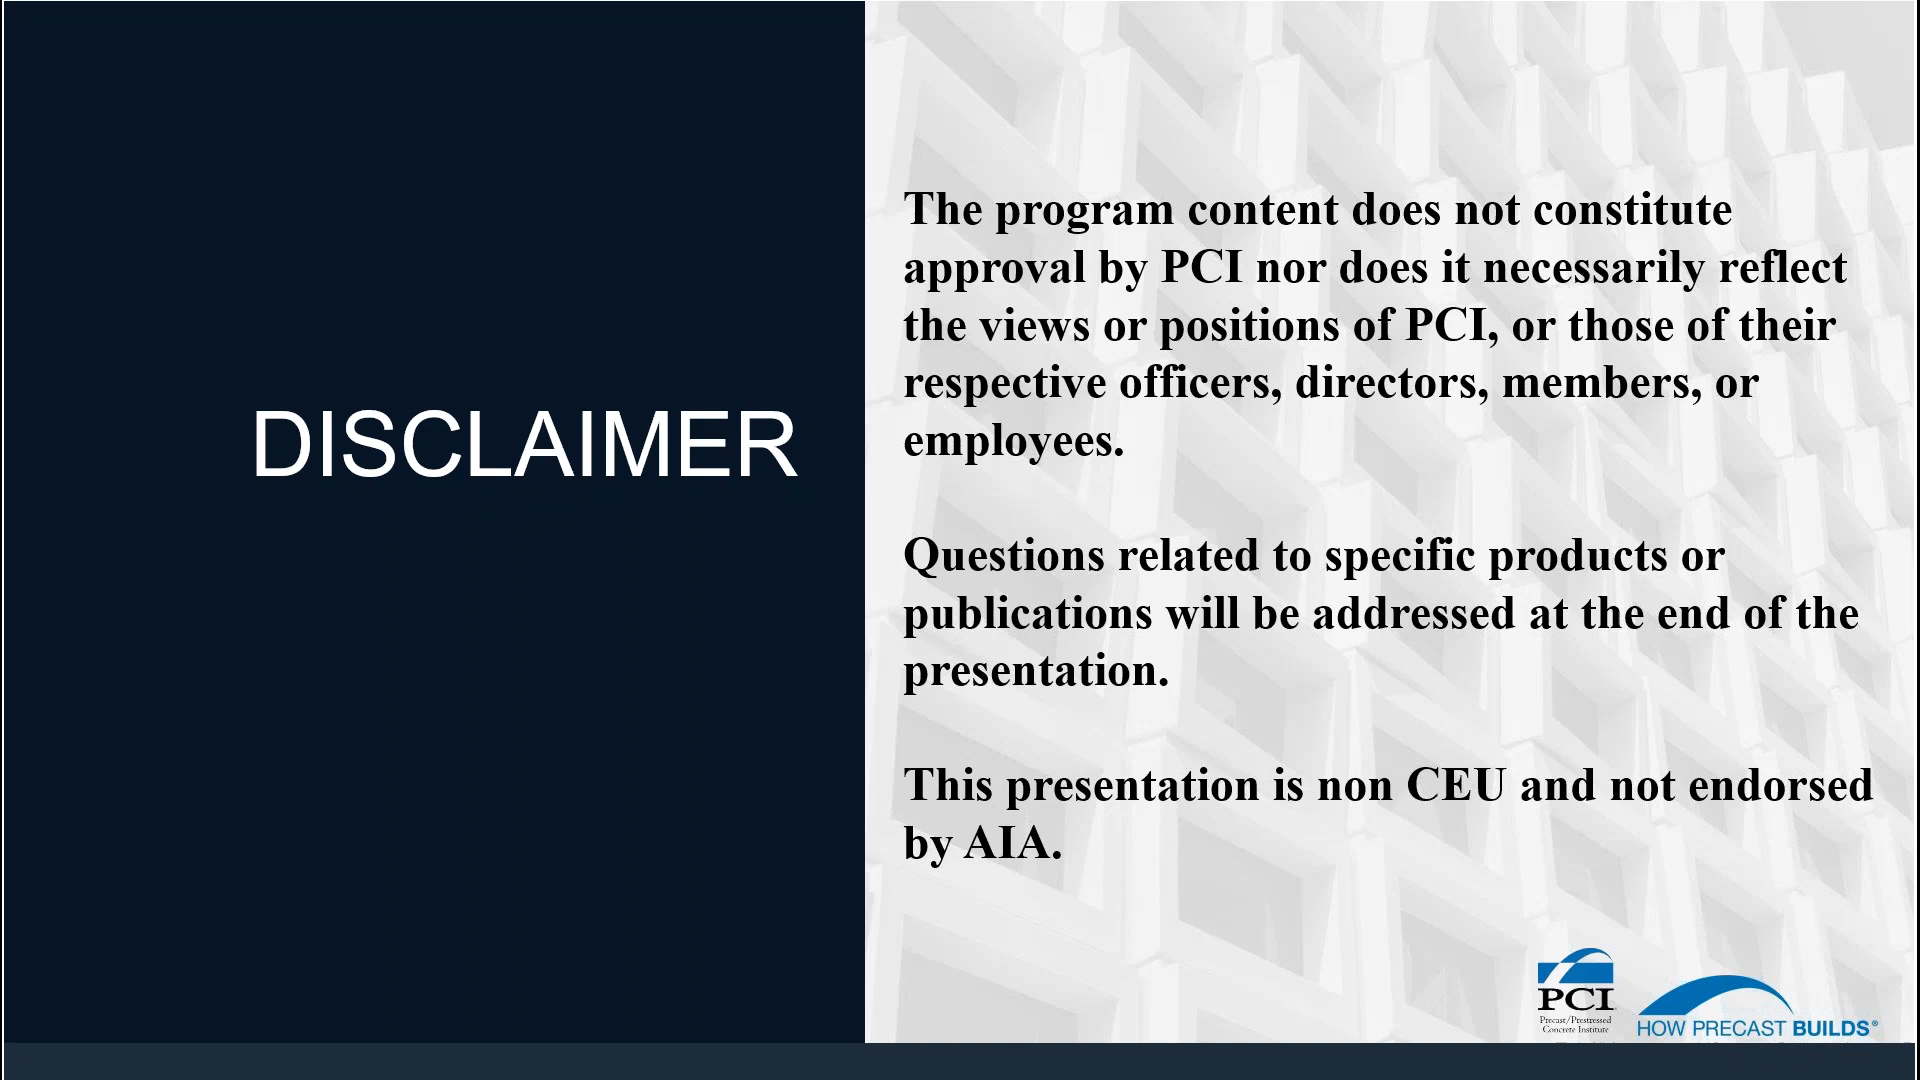 DISCLAIMER
The program content does not constitute
approval by PCI nor does it necessarily reflect
the views or positions of PCI, or those of their
respective officers, directors, members, or
employees.
Questions related to specific products or
publications will be addressed at the end of the
presentation.
This presentation is non CEU and not endorsed
by AIA.
PCI
Precast/Prestressed
Concrete Institute
HOW PRECAST BUILDS®